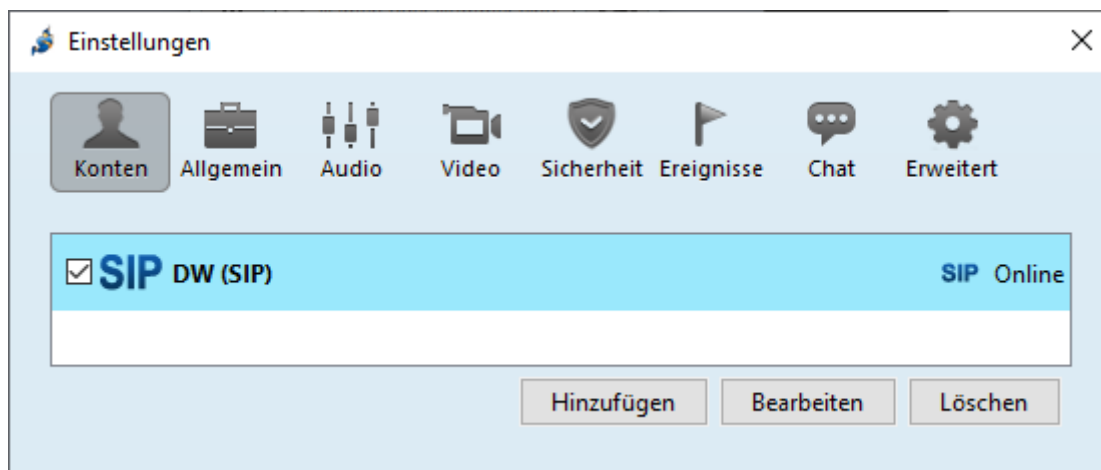 Einstellungen
Konten Allgemein Audio Video Sicherheit Ereignisse Chat Erweitert
SIP DW (SIP) SIP Online
Hinzufügen Bearbeiten Löschen